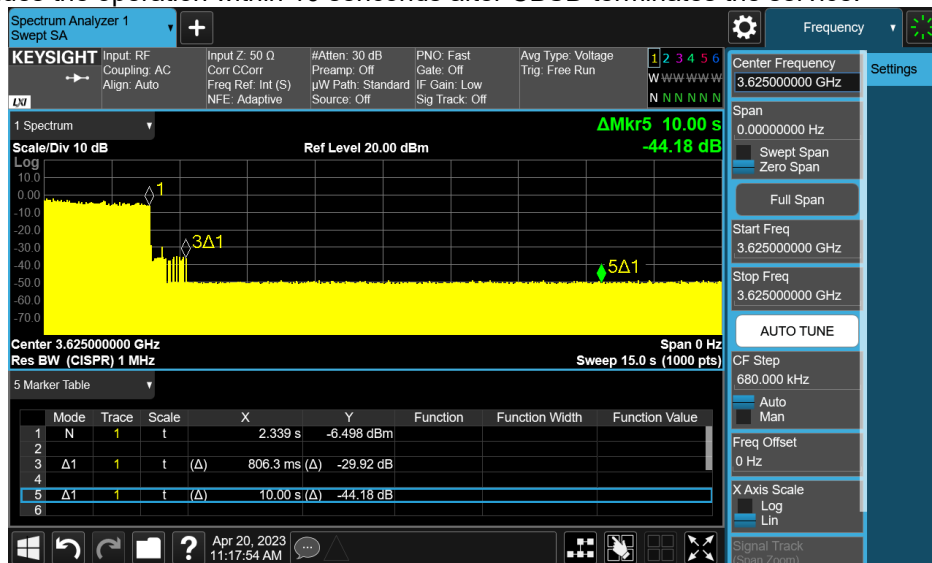 Spectrum Analyzer 1
Swept SA
+
Frequency
KEYSIGHT
LXI
Input: RF
Coupling: AC
Align: Auto
Input Z: 50 Ω
Corr CCorr
Freq Ref: Int (S)
NFE: Adaptive
#Atten: 30 dB
Preamp: Off
µW Path: Standard
Source: Off
PNO: Fast
Gate: Off
IF Gain: Low
Sig Track: Off
Avg Type: Voltage
Trig: Free Run
1 2 3 4 5 6
W W W W W W
N N N N N N
1 Spectrum
Scale/Div 10 dB
Ref Level 20.00 dBm
ΔMkr5 10.00 s
-44.18 dB
Log
10.0
0.00
-10.0
-20.0
-30.0
-40.0
-50.0
-60.0
-70.0
1
3Δ1
5Δ1
Center 3.625000000 GHz
Res BW (CISPR) 1 MHz
Span 0 Hz
Sweep 15.0 s (1000 pts)
5 Marker Table
Mode Trace Scale X Y Function Function Width Function Value
1 N 1 t 2.339 s -6.498 dBm
2
3 Δ1 1 t (Δ) 806.3 ms (Δ) -29.92 dB
4
5 Δ1 1 t (Δ) 10.00 s (Δ) -44.18 dB
6
?
Apr 20, 2023
11:17:54 AM
Center Frequency
3.625000000 GHz
Settings
Span
0.00000000 Hz
Swept Span
Zero Span
Full Span
Start Freq
3.625000000 GHz
Stop Freq
3.625000000 GHz
AUTO TUNE
CF Step
680.000 kHz
Auto
Man
Freq Offset
0 Hz
X Axis Scale
Log
Lin
Signal Track
(Span Zoom)